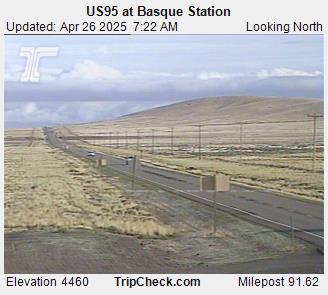 US95 at Basque Station
Updated: Apr 26 2025 7:22 AM Looking North
Elevation 4460 TripCheck.com Milepost 91.62